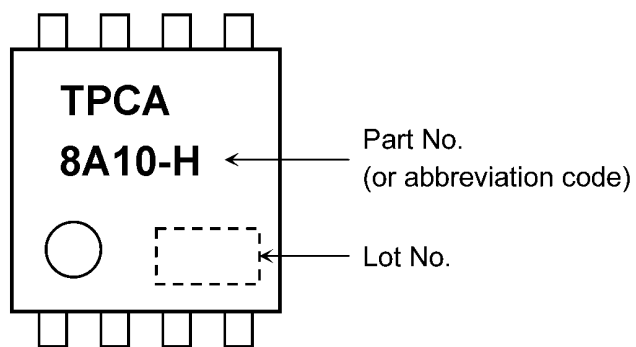 TPCA
8A10-H
Part No.
(or abbreviation code)
Lot No.